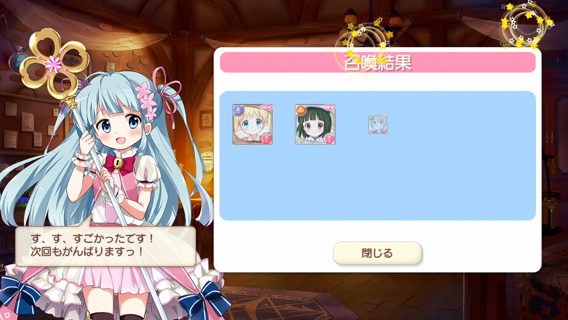 召喚結果
す、す、すごかったです！
次回もがんばりますっ！
閉じる